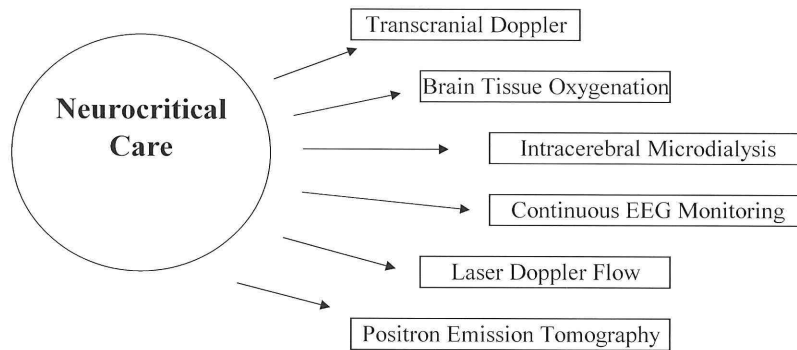 Transcranial Doppler
Brain Tissue Oxygenation
Neurocritical
Care
Intracerebral Microdialysis
Continuous EEG Monitoring
Laser Doppler Flow
Positron Emission Tomography